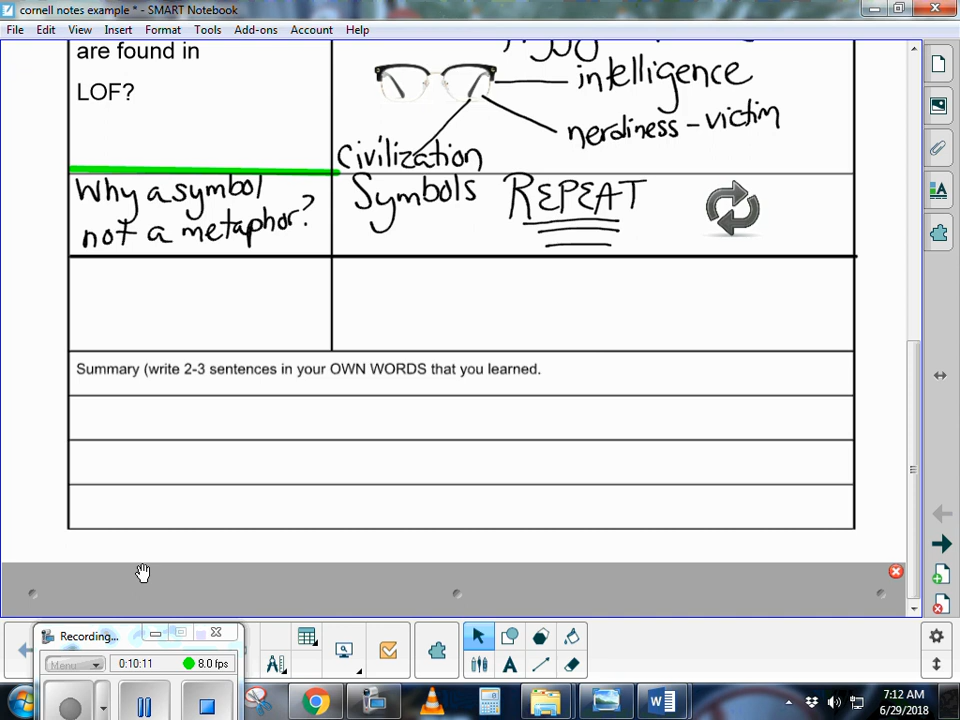 cornell notes example * - SMART Notebook
File Edit View Insert Format Tools Add-ons Account Help
are found in
LOF?
intelligence
nerdiness - victim
civilization
Why a symbol
not a metaphor?
Symbols REPEAT
Summary (write 2-3 sentences in your OWN WORDS that you learned.
Recording...
Menu 0:10:11 8.0 fps
7:12 AM
6/29/2018